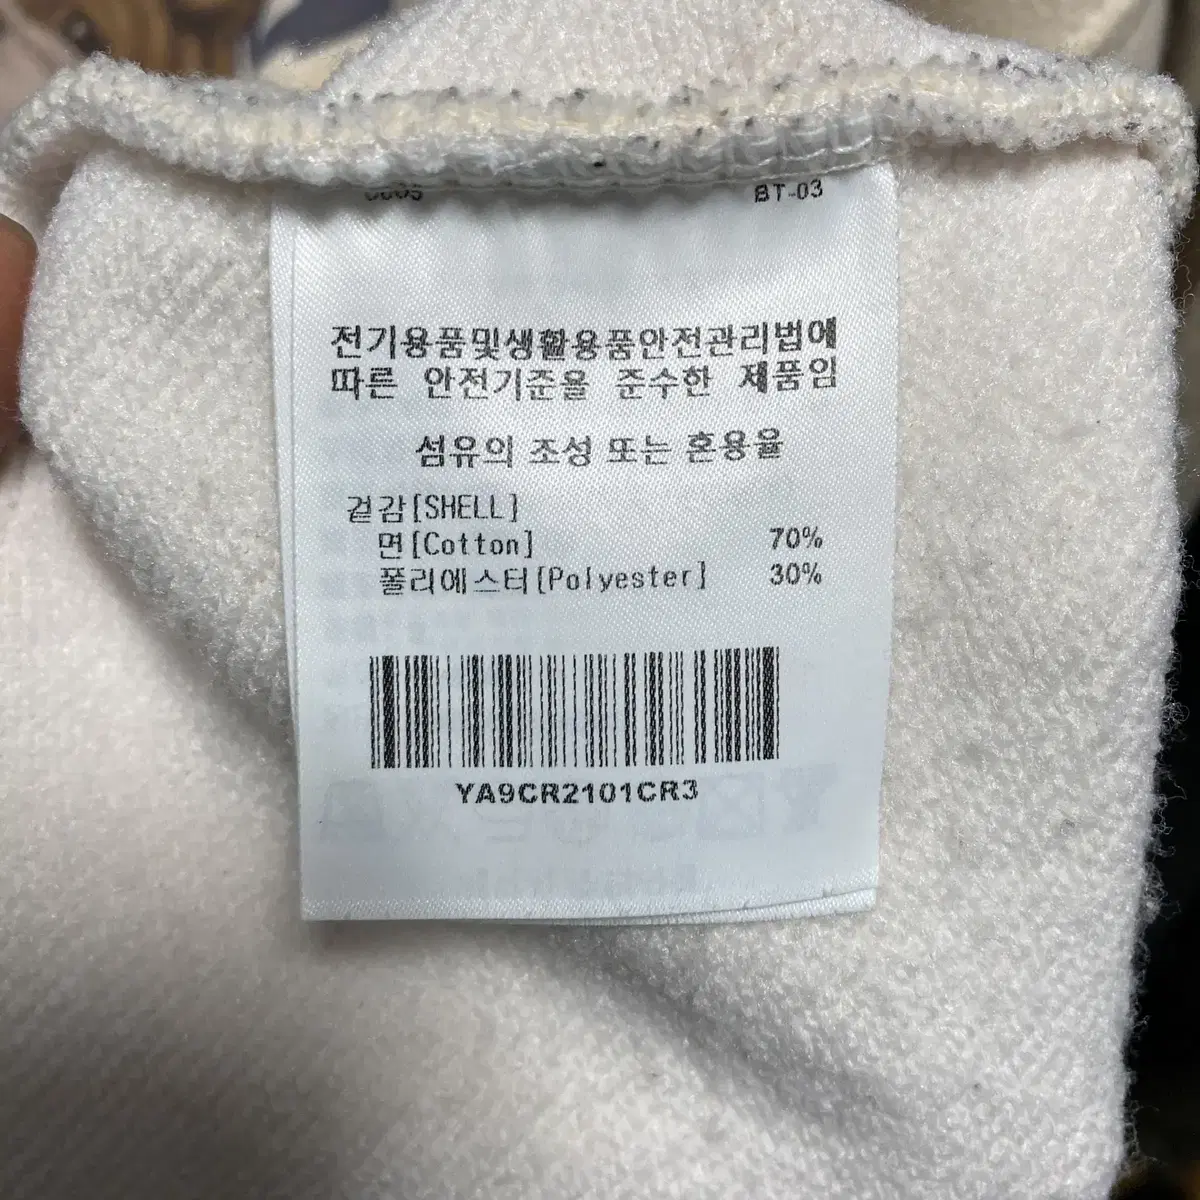 BT-03
전기용품및생활용품안전관리법에
따른 안전기준을 준수한 제품임
섬유의 조성 또는 혼용율
겉감[SHELL]
면[Cotton] 70%
폴리에스터[Polyester] 30%
YA9CR2101CR3